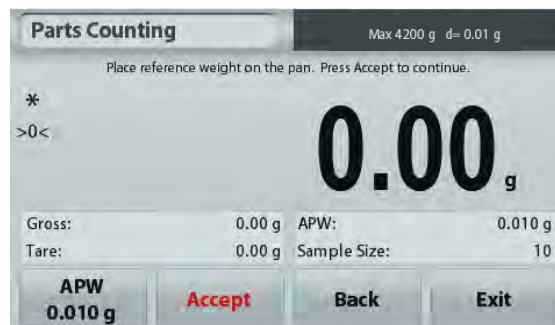 Parts Counting
Max 4200 g d= 0.01 g
Place reference weight on the pan. Press Accept to continue.
*
>0<
0.00 g
Gross: 0.00 g APW: 0.010 g
Tare: 0.00 g Sample Size: 10
APW
0.010 g
Accept
Back
Exit